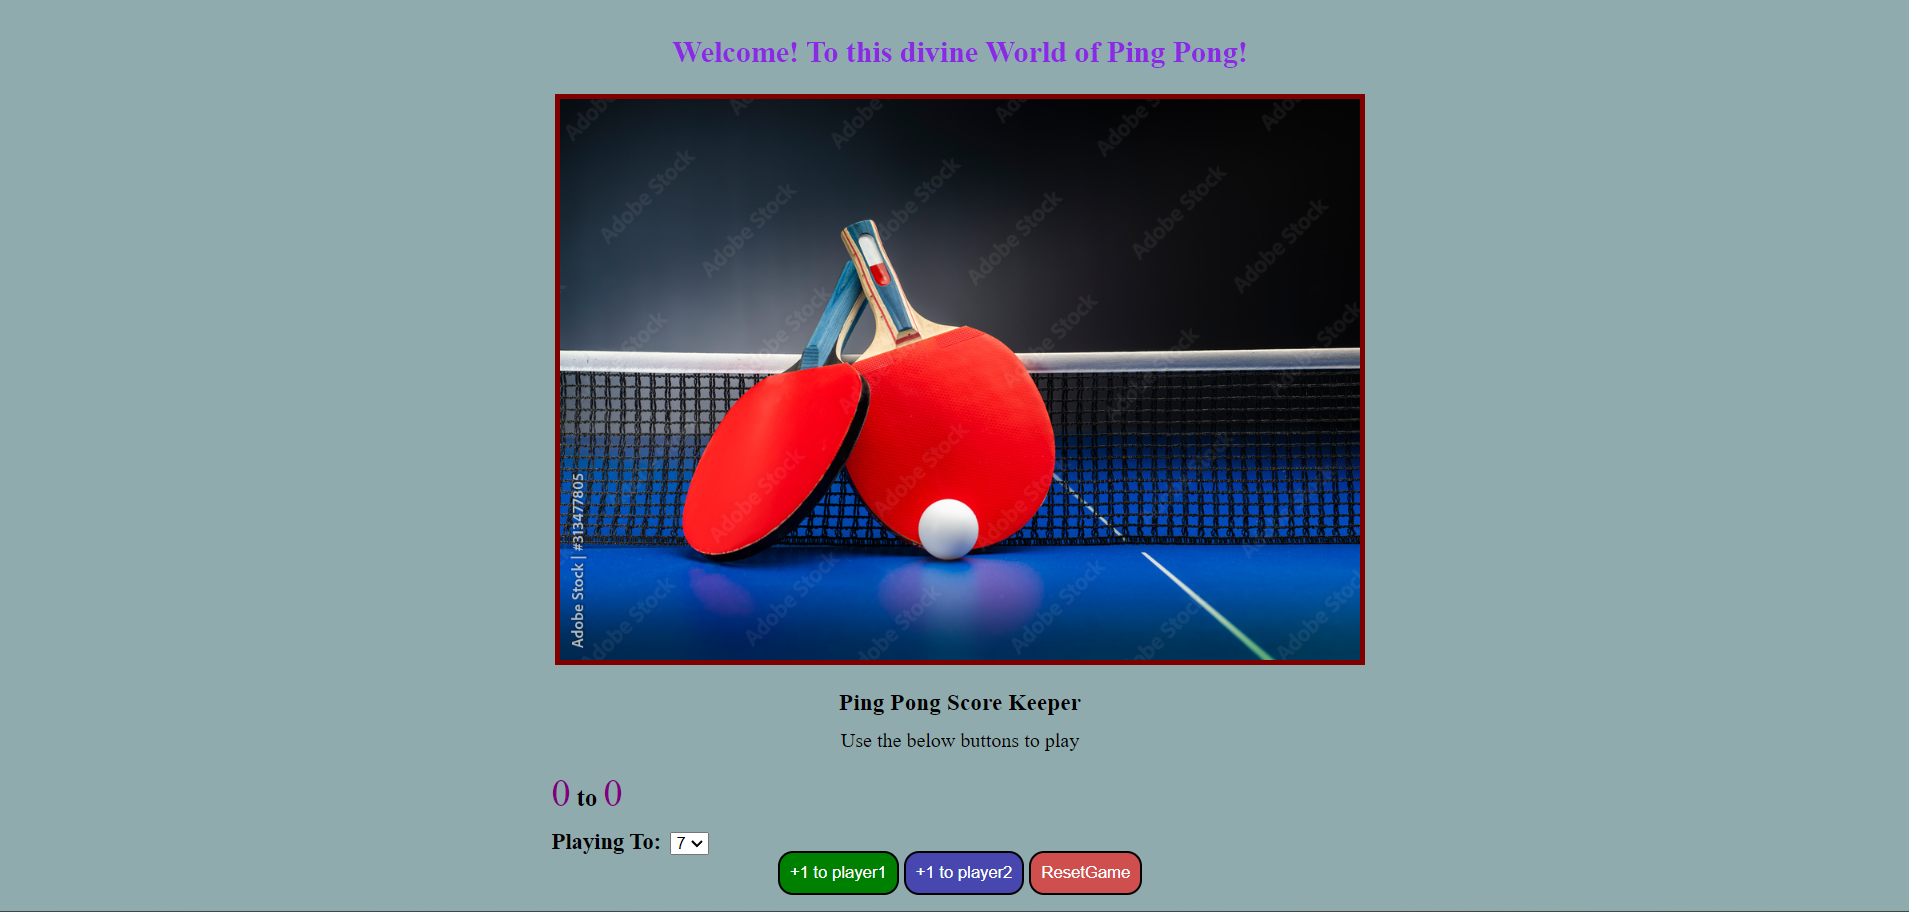 Welcome! To this divine World of Ping Pong!
Adobe Stock | #313477805
Adobe Stock
Ping Pong Score Keeper
Use the below buttons to play
0 to 0
Playing To: 7
+1 to player1
+1 to player2
ResetGame